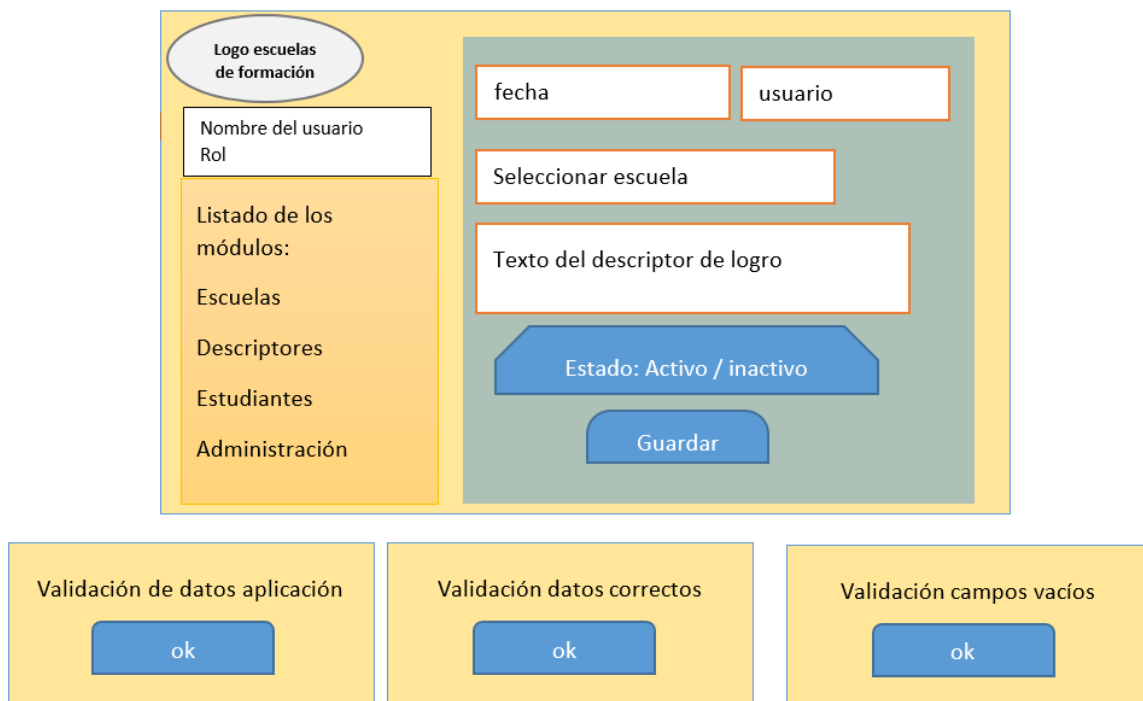 Logo escuelas
de formación
Nombre del usuario
Rol
Listado de los
módulos:
Escuelas
Descriptores
Estudiantes
Administración
fecha
usuario
Seleccionar escuela
Texto del descriptor de logro
Estado: Activo / inactivo
Guardar
Validación de datos aplicación
ok
Validación datos correctos
ok
Validación campos vacíos
ok